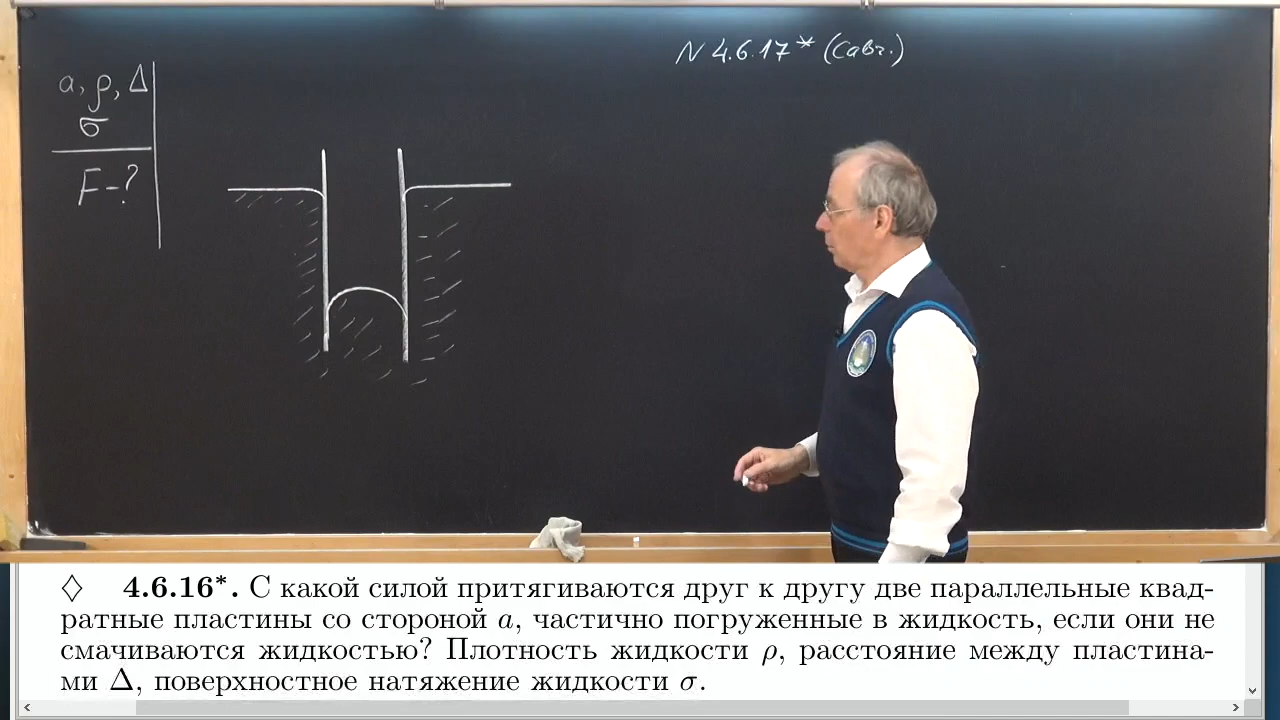 N 4.6.17* (Савч.)
a, ρ, Δ
σ
F-?
♢ 4.6.16*. С какой силой притягиваются друг к другу две параллельные квад-
ратные пластины со стороной a, частично погруженные в жидкость, если они не
смачиваются жидкостью? Плотность жидкости ρ, расстояние между пластина-
ми Δ, поверхностное натяжение жидкости σ.